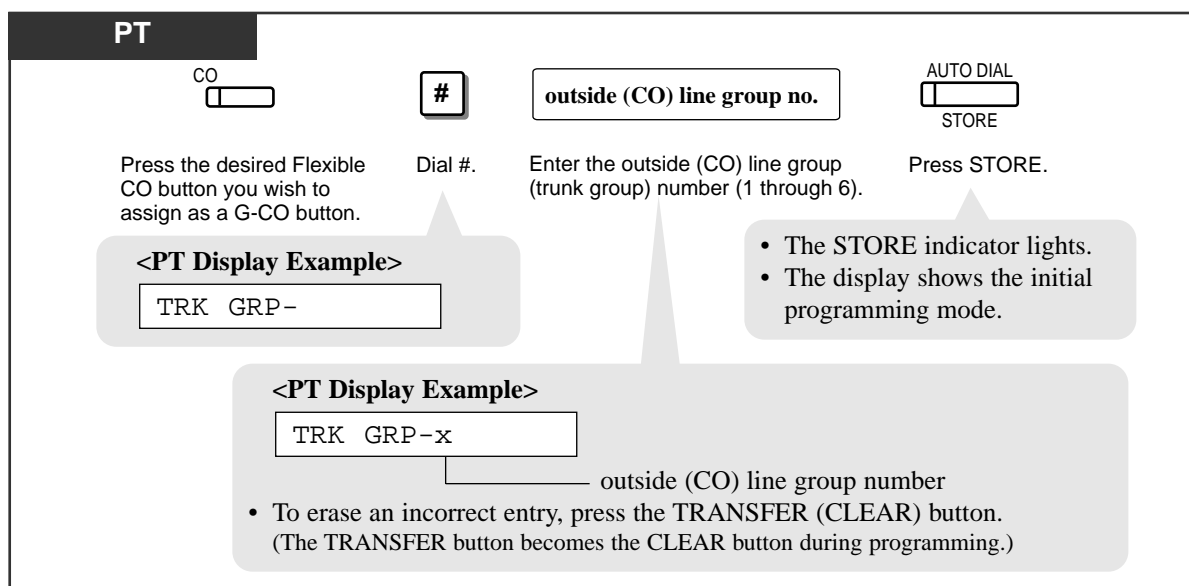 PT
CO
#
outside (CO) line group no.
AUTO DIAL
STORE
Press the desired Flexible
CO button you wish to
assign as a G-CO button.
Dial #.
Enter the outside (CO) line group
(trunk group) number (1 through 6).
Press STORE.
<PT Display Example>
TRK GRP-
• The STORE indicator lights.
• The display shows the initial
programming mode.
<PT Display Example>
TRK GRP-x
outside (CO) line group number
• To erase an incorrect entry, press the TRANSFER (CLEAR) button.
(The TRANSFER button becomes the CLEAR button during programming.)